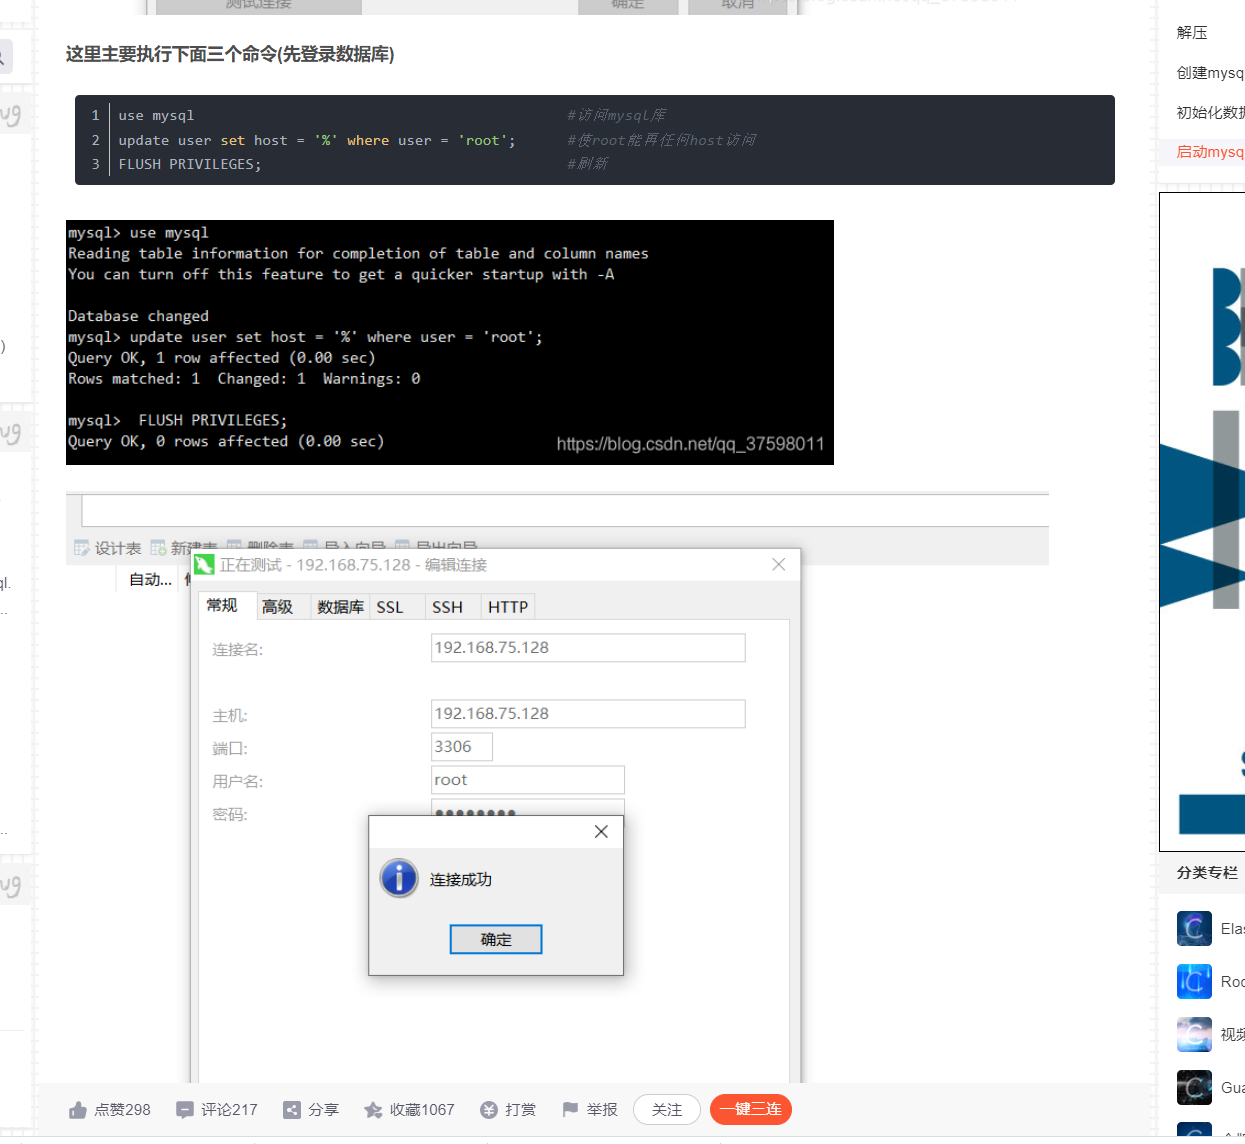 测试连接
确定
取消
这里主要执行下面三个命令(先登录数据库)
1 use mysql #访问mysql库
2 update user set host = '%' where user = 'root'; #使root能再任何host访问
3 FLUSH PRIVILEGES; #刷新
mysql> use mysql
Reading table information for completion of table and column names
You can turn off this feature to get a quicker startup with -A
Database changed
mysql> update user set host = '%' where user = 'root';
Query OK, 1 row affected (0.00 sec)
Rows matched: 1  Changed: 1  Warnings: 0
mysql>  FLUSH PRIVILEGES;
Query OK, 0 rows affected (0.00 sec)
https://blog.csdn.net/qq_37598011
设计表 新建表 删除表 导入向导 导出向导
自动...
正在测试 - 192.168.75.128 - 编辑连接
常规 高级 数据库 SSL SSH HTTP
连接名: 192.168.75.128
主机: 192.168.75.128
端口: 3306
用户名: root
密码:
连接成功
确定
点赞298 评论217 分享 收藏1067 打赏 举报 关注 一键三连
解压
创建mysq
初始化数
启动mysq
分类专栏
Elas
Roc
视频
Gua